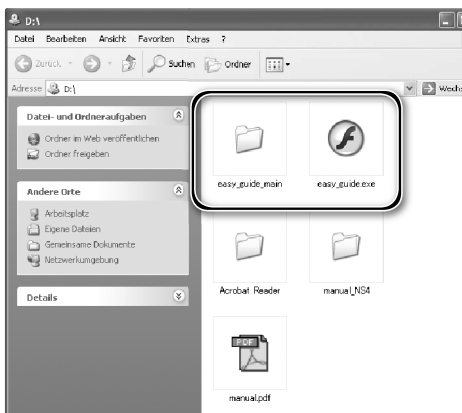 D:\
Datei Bearbeiten Ansicht Favoriten Extras ?
Zurück Suchen Ordner
Adresse D:\ Wechs
Datei- und Ordneraufgaben
Ordner im Web veröffentlichen
Ordner freigeben
Andere Orte
Arbeitsplatz
Eigene Dateien
Gemeinsame Dokumente
Netzwerkumgebung
Details
easy_guide_main easy_guide.exe
Acrobat Reader manual_NS4
PDF
manual.pdf